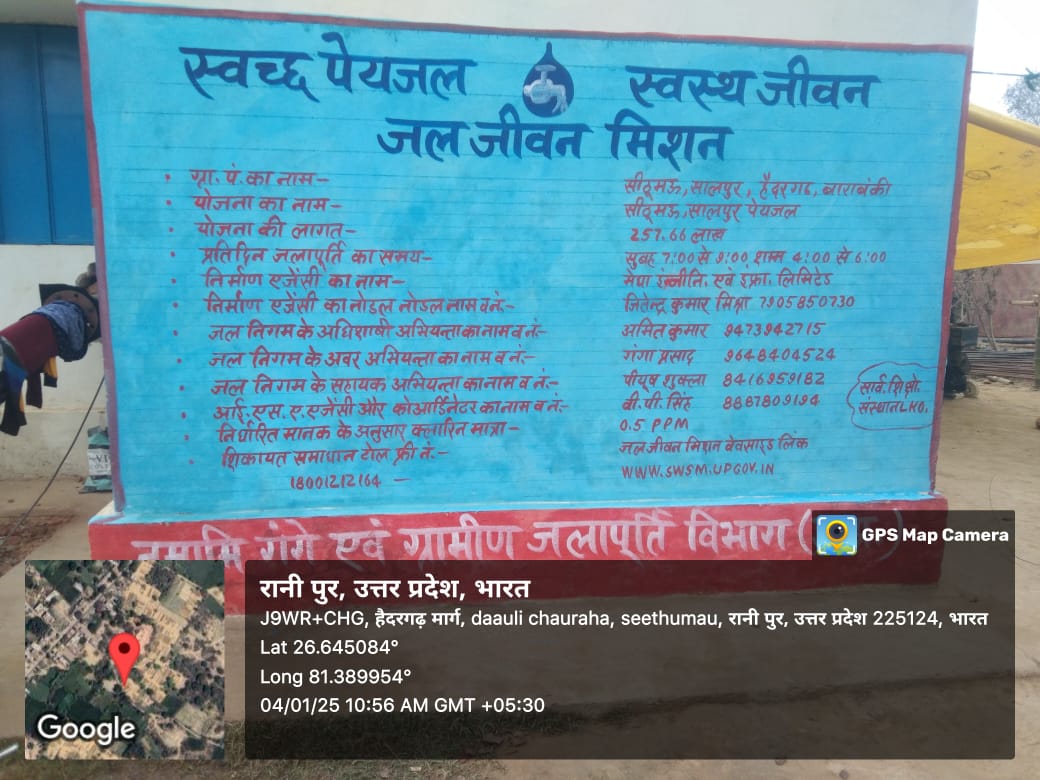 स्वच्छ पेयजल स्वस्थ जीवन
जल जीवन मिशन
ग्रा. पं. का नाम- सीठूमऊ, सालपुर, हैदरगढ, बाराबंकी
योजना का नाम- सीठूमऊ, सालपुर पेयजल
योजना की लागत- 257.66 लाख
प्रतिदिन जलापूर्ति का समय- सुबह 7:00 से 9:00 शाम 4:00 से 6:00
निर्माण एजेंसी का नाम- मेघा इंन्जीनि. एवं इंफ्रा. लिमिटेड
निर्माण एजेंसी का नोडल नोडल नाम व नं:- जितेन्द्र कुमार मिश्रा 7905850730
जल निगम के अधिशाषी अभियन्ता का नाम व नं:- अमित कुमार 9473942715
जल निगम के अवर अभियन्ता का नाम व नं:- गंगा प्रसाद 9648404524
जल निगम के सहायक अभियन्ता का नाम व नं:- पीयूष शुक्ला 8416959182
आई. एस. ए. एजेंसी और कोआर्डिनेटर का नाम व नं:- बी. पी. सिंह 8887809194
सार्व. शिक्षो. संस्थान LKO.
निर्धारित मानक के अनुसार क्लोरिन मात्रा- 0.5 PPM
शिकायत समाधान टोल फ्री नं:- जल जीवन मिशन वेवसाइड लिंक
18001212164 - WWW.SWSM.UPGOV.IN
नमामि गंगे एवं ग्रामीण जलापूर्ति विभाग (
GPS Map Camera
रानी पुर, उत्तर प्रदेश, भारत
J9WR+CHG, हैदरगढ़ मार्ग, daauli chauraha, seethumau, रानी पुर, उत्तर प्रदेश 225124, भारत
Lat 26.645084°
Long 81.389954°
04/01/25 10:56 AM GMT +05:30
Google